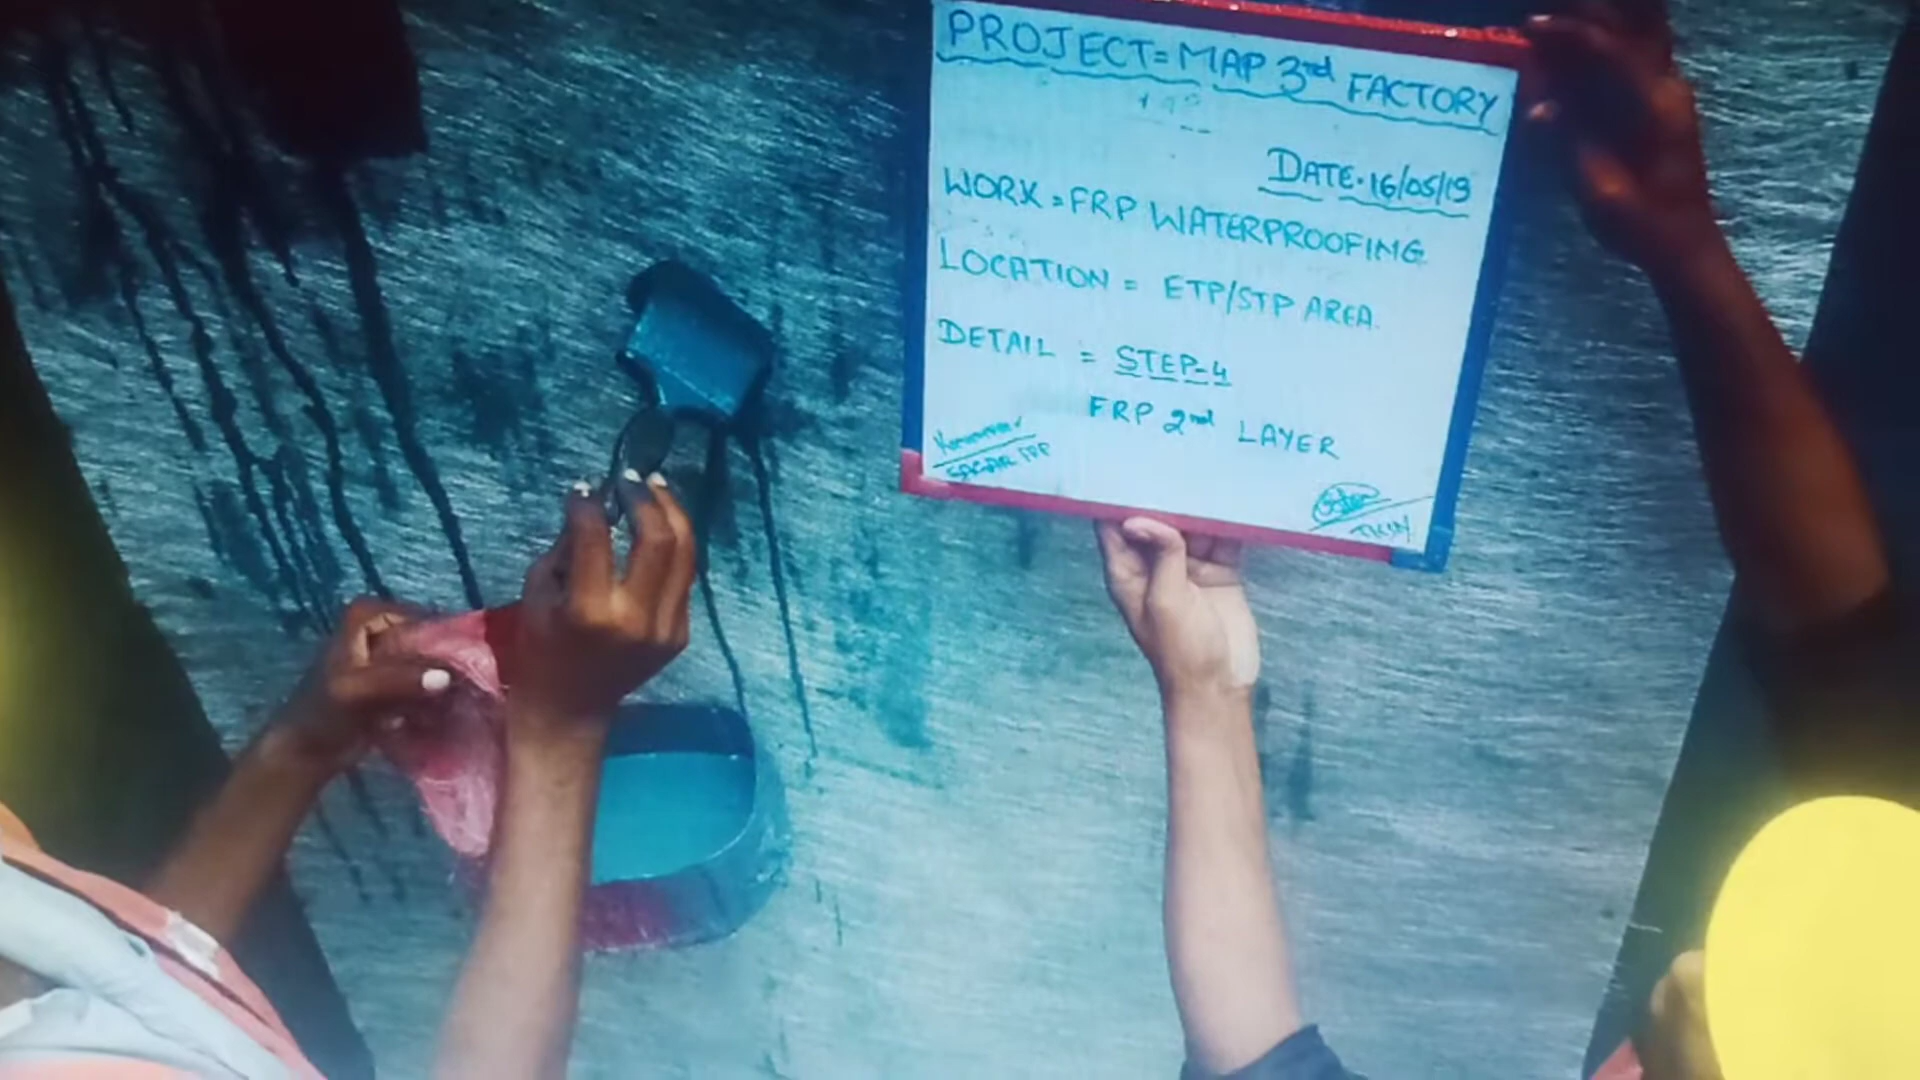 PROJECT=MAP 3rd FACTORY
DATE.16/05/19
WORK=FRP WATERPROOFING
LOCATION = ETP/STP AREA.
DETAIL = STEP-4
FRP 2nd LAYER